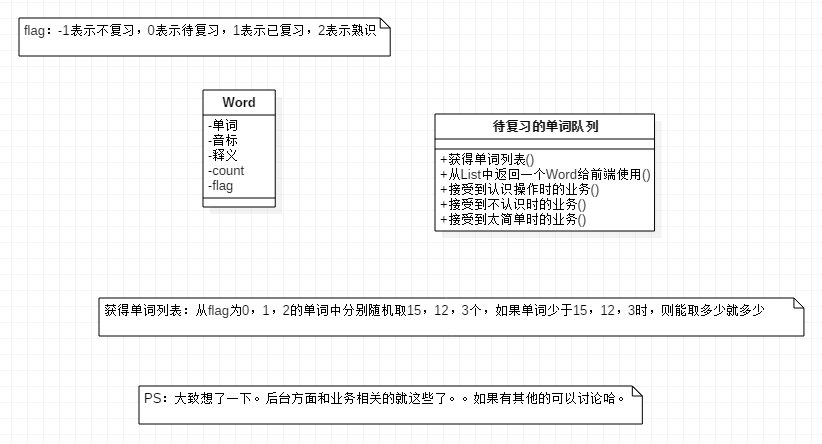 flag：-1表示不复习，0表示待复习，1表示已复习，2表示熟识
Word
-单词
-音标
-释义
-count
-flag
待复习的单词队列
+获得单词列表()
+从List中返回一个Word给前端使用()
+接受到认识操作时的业务()
+接受到不认识时的业务()
+接受到太简单时的业务()
获得单词列表：从flag为0，1，2的单词中分别随机取15，12，3个，如果单词少于15，12，3时，则能取多少就多少
PS：大致想了一下。后台方面和业务相关的就这些了。。如果有其他的可以讨论哈。